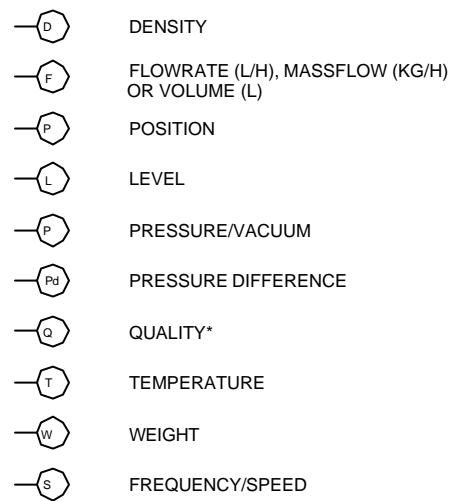 D DENSITY
F FLOWRATE (L/H), MASSFLOW (KG/H)
OR VOLUME (L)
P POSITION
L LEVEL
P PRESSURE/VACUUM
Pd PRESSURE DIFFERENCE
Q QUALITY*
T TEMPERATURE
W WEIGHT
S FREQUENCY/SPEED